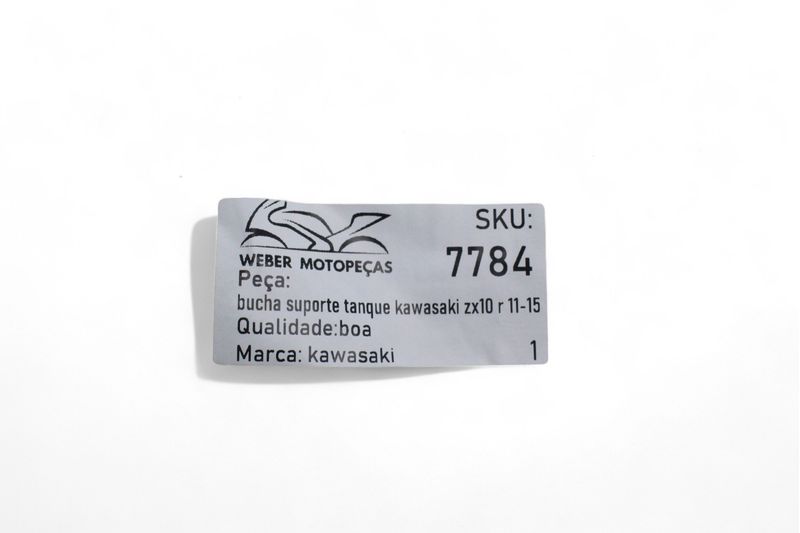 WEBER MOTOPEÇAS
SKU:
7784
Peça:
bucha suporte tanque kawasaki zx10 r 11-15
Qualidade:boa
Marca: kawasaki
1